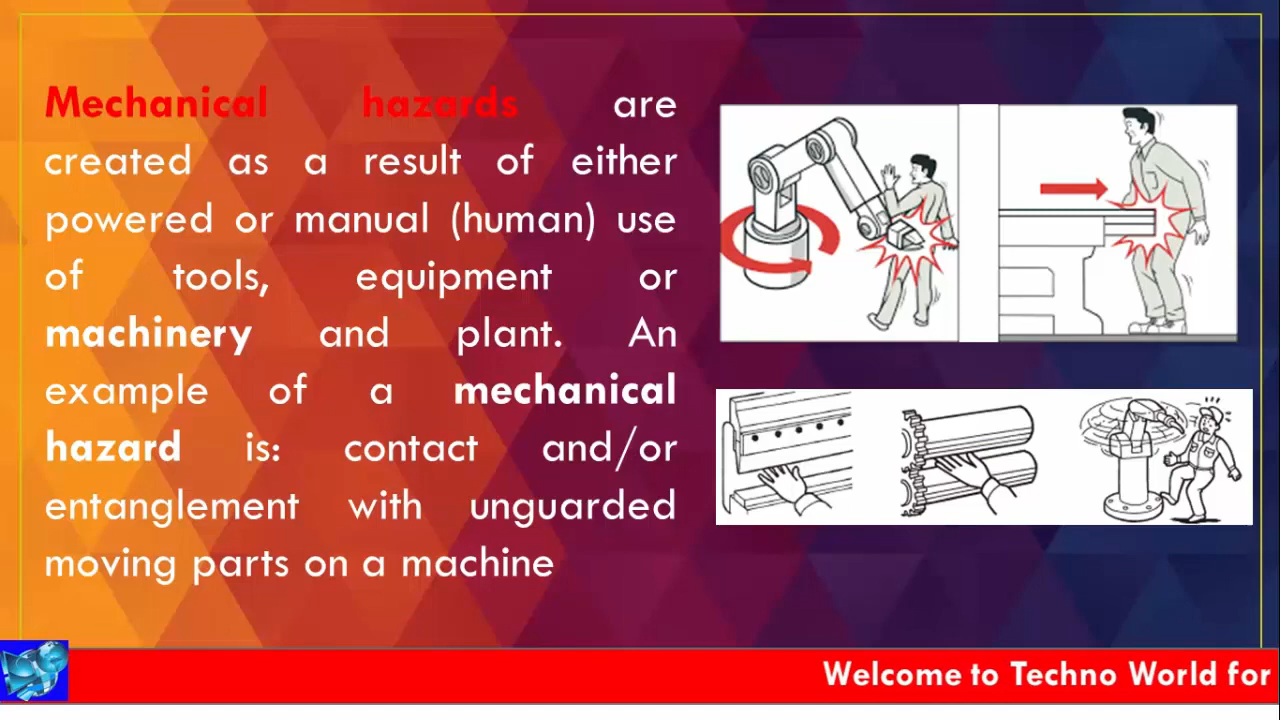 Mechanical hazards are
created as a result of either
powered or manual (human) use
of tools, equipment or
machinery and plant. An
example of a mechanical
hazard is: contact and/or
entanglement with unguarded
moving parts on a machine
Welcome to Techno World for